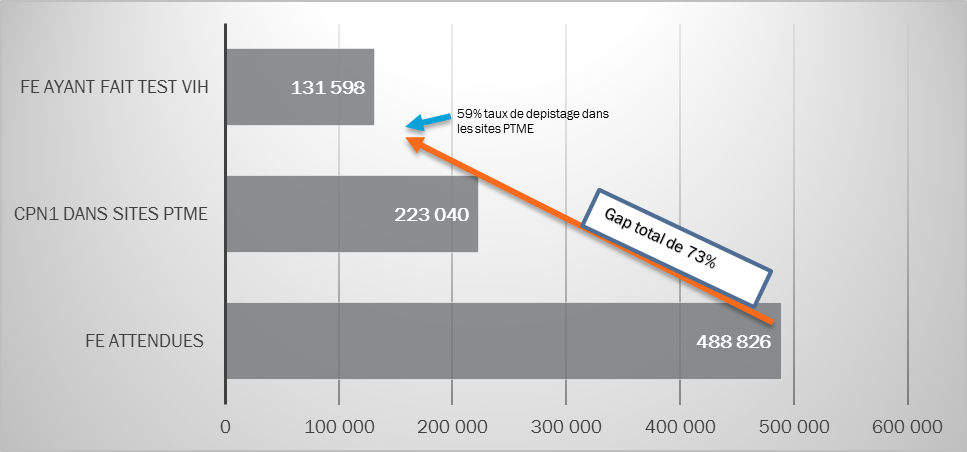 FE AYANT FAIT TEST VIH
131 598
59% taux de depistage dans
les sites PTME
CPN1 DANS SITES PTME
223 040
Gap total de 73%
FE ATTENDUES
488 826
0 100 000 200 000 300 000 400 000 500 000 600 000